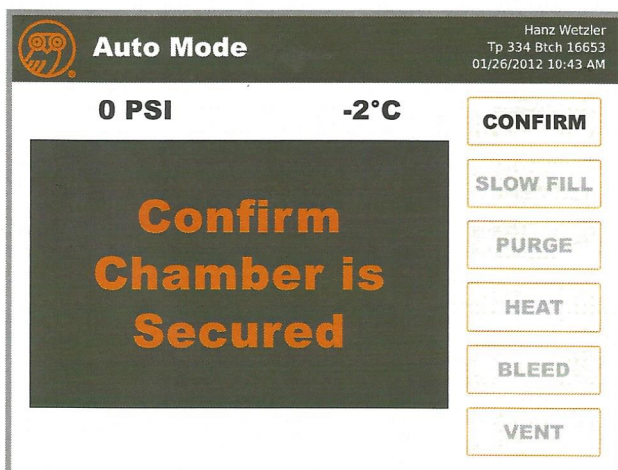 Auto Mode
Hanz Wetzler
Tp 334 Btch 16653
01/26/2012 10:43 AM
0 PSI
-2°C
Confirm
Chamber is
Secured
CONFIRM
SLOW FILL
PURGE
HEAT
BLEED
VENT